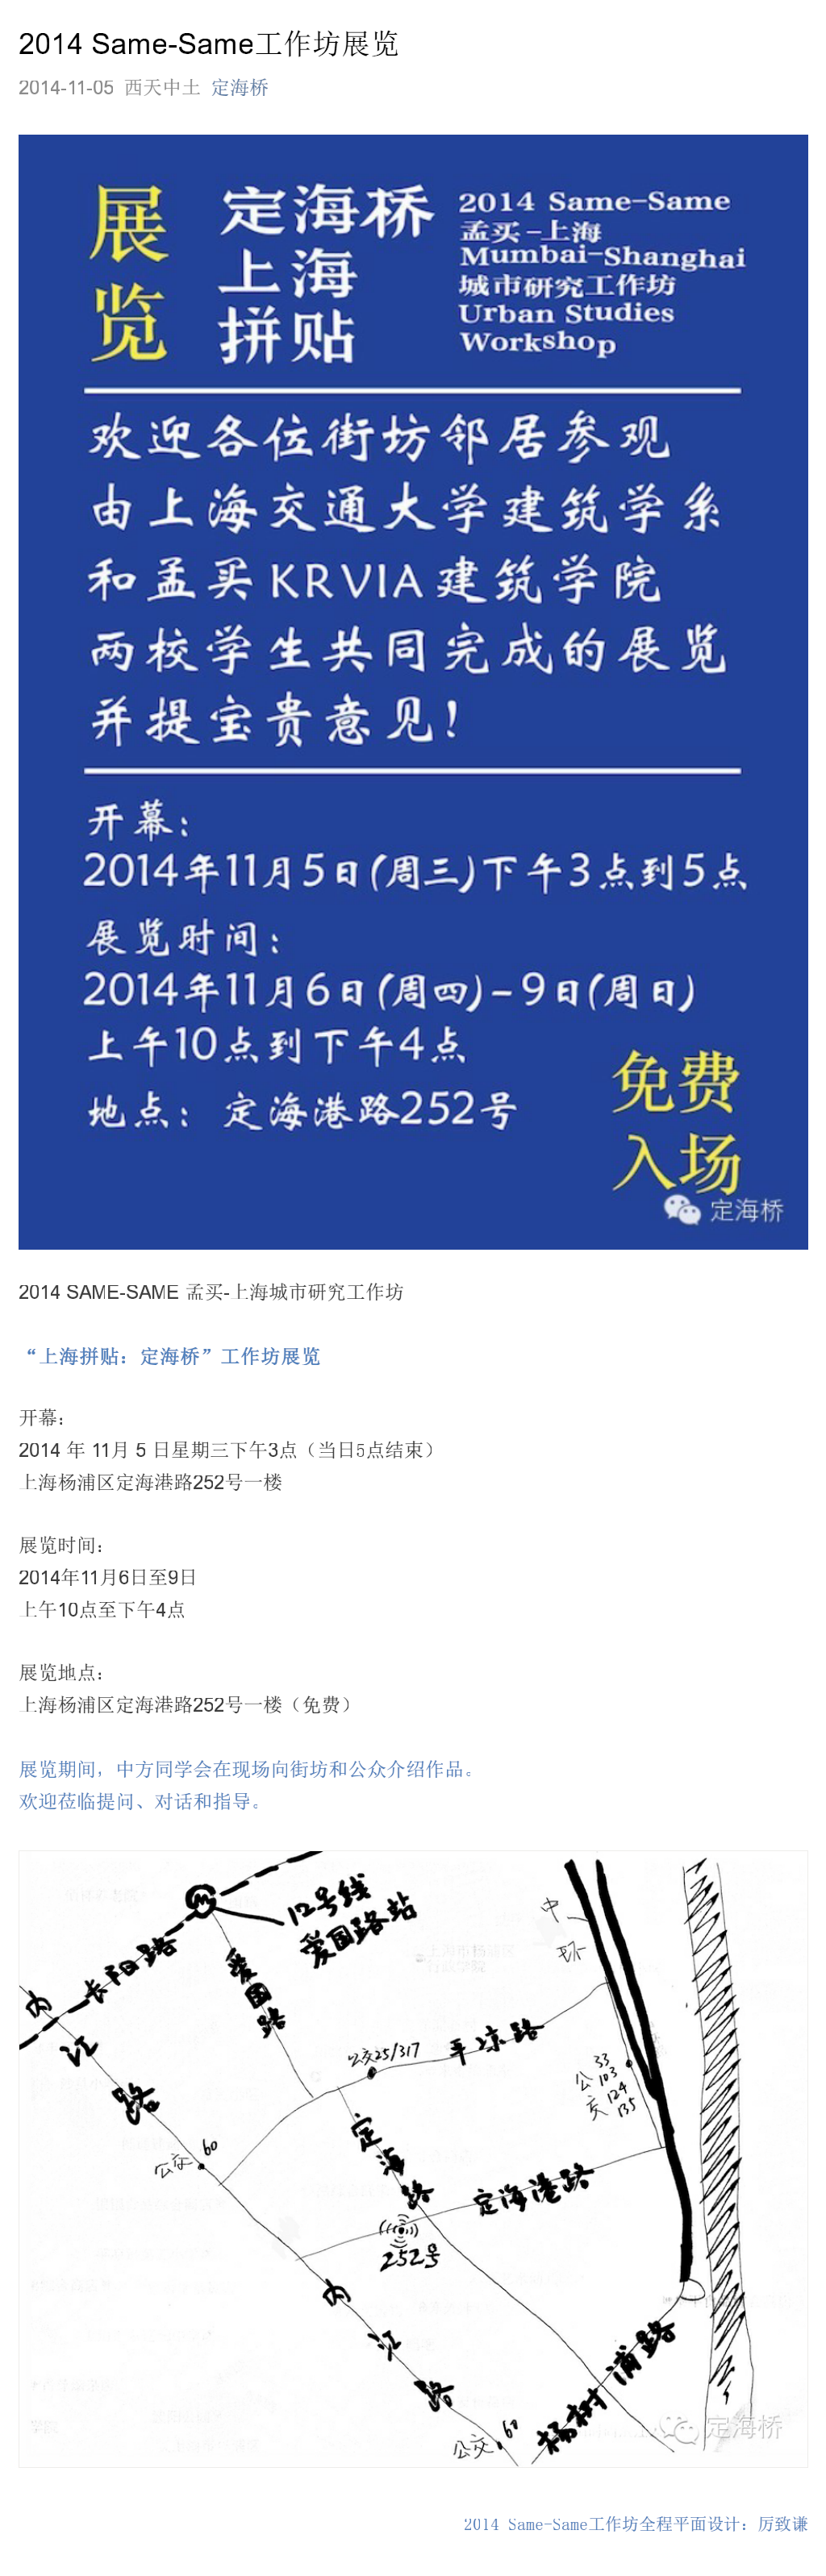 2014 Same-Same工作坊展览
2014-11-05 西天中土 定海桥
展览
定海桥
上海
拼贴
2014 Same-Same
孟买-上海
Mumbai-Shanghai
城市研究工作坊
Urban Studies
Workshop
欢迎各位街坊邻居参观
由上海交通大学建筑学系
和孟买KRVIA建筑学院
两校学生共同完成的展览
并提宝贵意见!
开幕:
2014年11月5日(周三)下午3点到5点
展览时间:
2014年11月6日(周四)-9日(周日)
上午10点到下午4点
地点: 定海港路252号
免费
入场
定海桥
2014 SAME-SAME 孟买-上海城市研究工作坊
“上海拼贴：定海桥”工作坊展览
开幕：
2014 年 11月 5 日星期三下午3点（当日5点结束）
上海杨浦区定海港路252号一楼
展览时间：
2014年11月6日至9日
上午10点至下午4点
展览地点：
上海杨浦区定海港路252号一楼（免费）
展览期间，中方同学会在现场向街坊和公众介绍作品。
欢迎莅临提问、对话和指导。
12号线
爱国路站
长阳路
爱国路
中环
内江路
公交25/317
平凉路
公交
33
103
124
135
公交 60
定海路
定海港路
252号
内江路
杨树浦路
公交 60
定海桥
2014 Same-Same工作坊全程平面设计：厉致谦